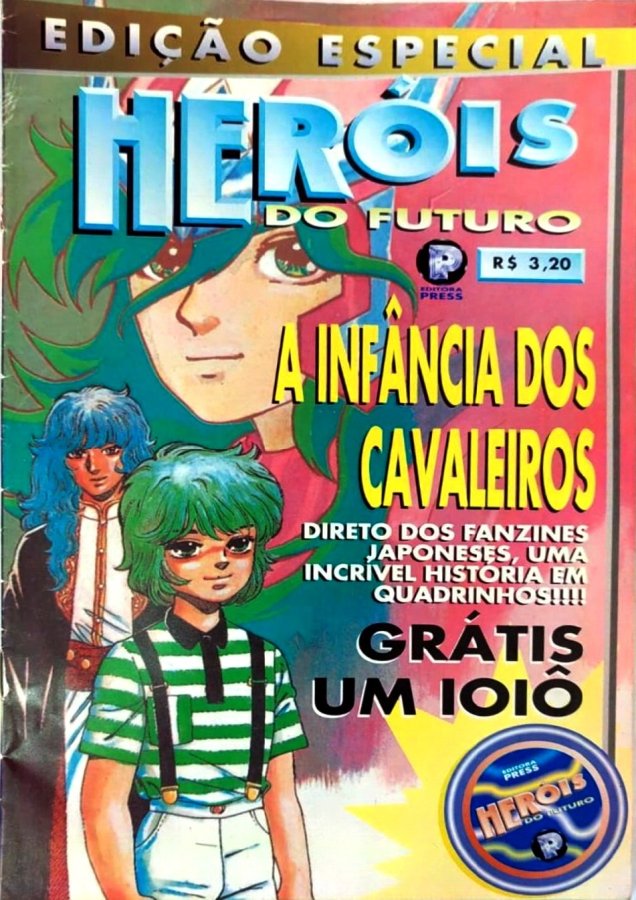 EDIÇÃO ESPECIAL
HERÓIS
DO FUTURO
EDITORA
PRESS
R$ 3,20
A INFÂNCIA DOS
CAVALEIROS
DIRETO DOS FANZINES
JAPONESES, UMA
INCRÍVEL HISTÓRIA EM
QUADRINHOS!!!!
GRÁTIS
UM IOIÔ
EDITORA
PRESS
HERÓIS
DO FUTURO